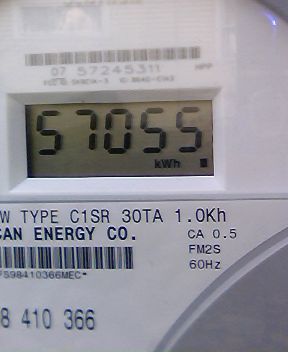 07 57245311
57055
kWh
W TYPE C1SR 30TA 1.0Kh
CAN ENERGY CO.
CA 0.5
FM2S
60Hz
8 410 366